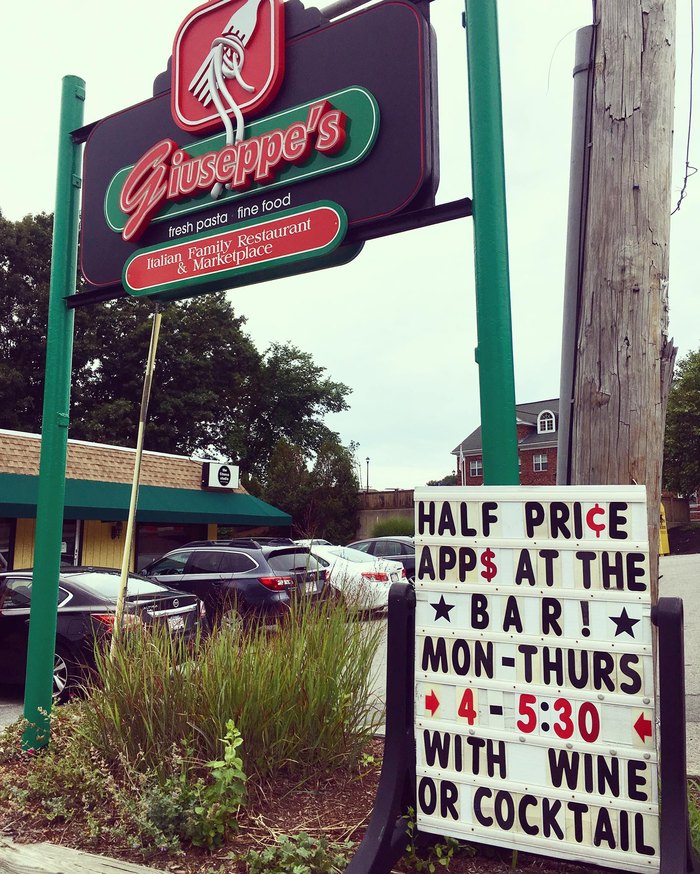 Giuseppe's
fresh pasta · fine food
Italian Family Restaurant
& Marketplace
HALF PRI¢E
APP$ AT THE
★ BAR! ★
MON-THURS
→ 4-5:30 ←
WITH WINE
OR COCKTAIL